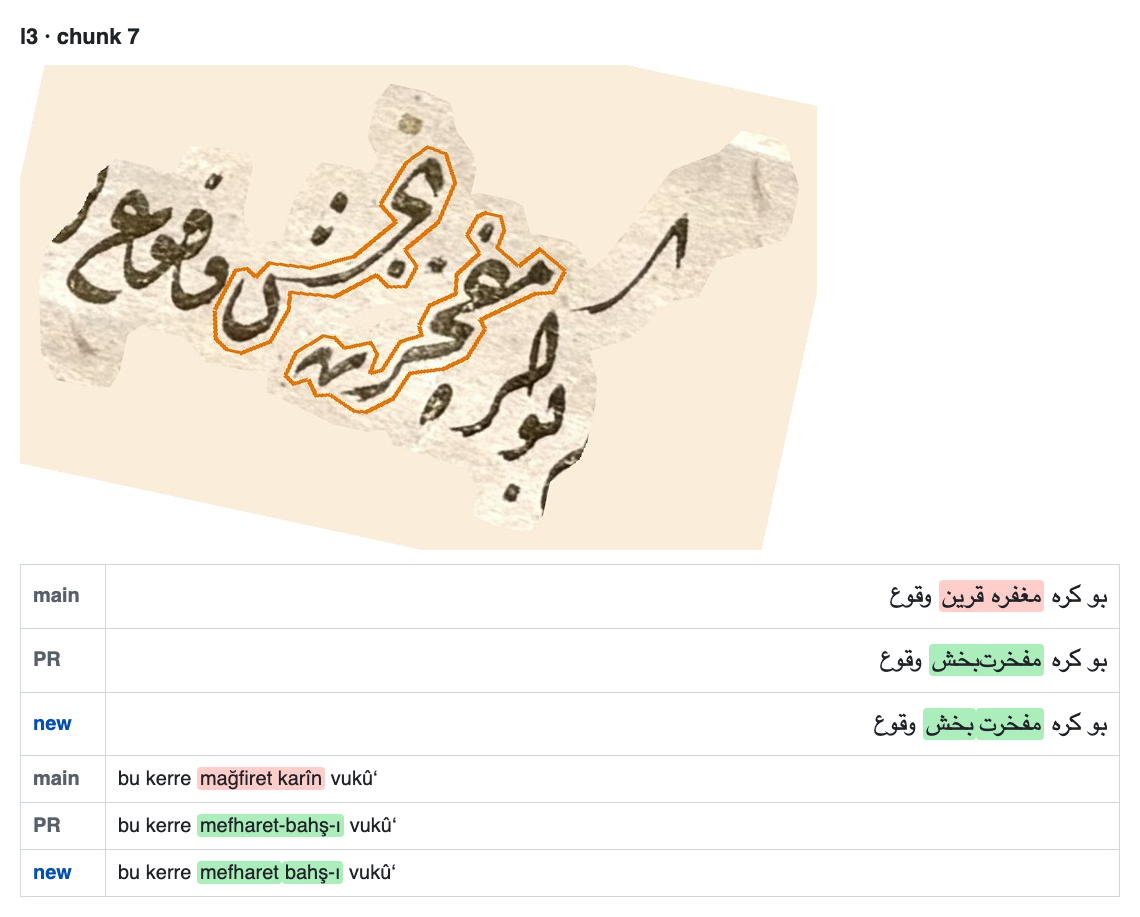 l3 · chunk 7
بو کره مفخرت بخش وقوع
main بو کره مغفره قرین وقوع
PR بو کره مفخرت‌بخش وقوع
new بو کره مفخرت بخش وقوع
main bu kerre mağfiret karîn vukû‘
PR bu kerre mefharet-bahş-ı vukû‘
new bu kerre mefharet bahş-ı vukû‘